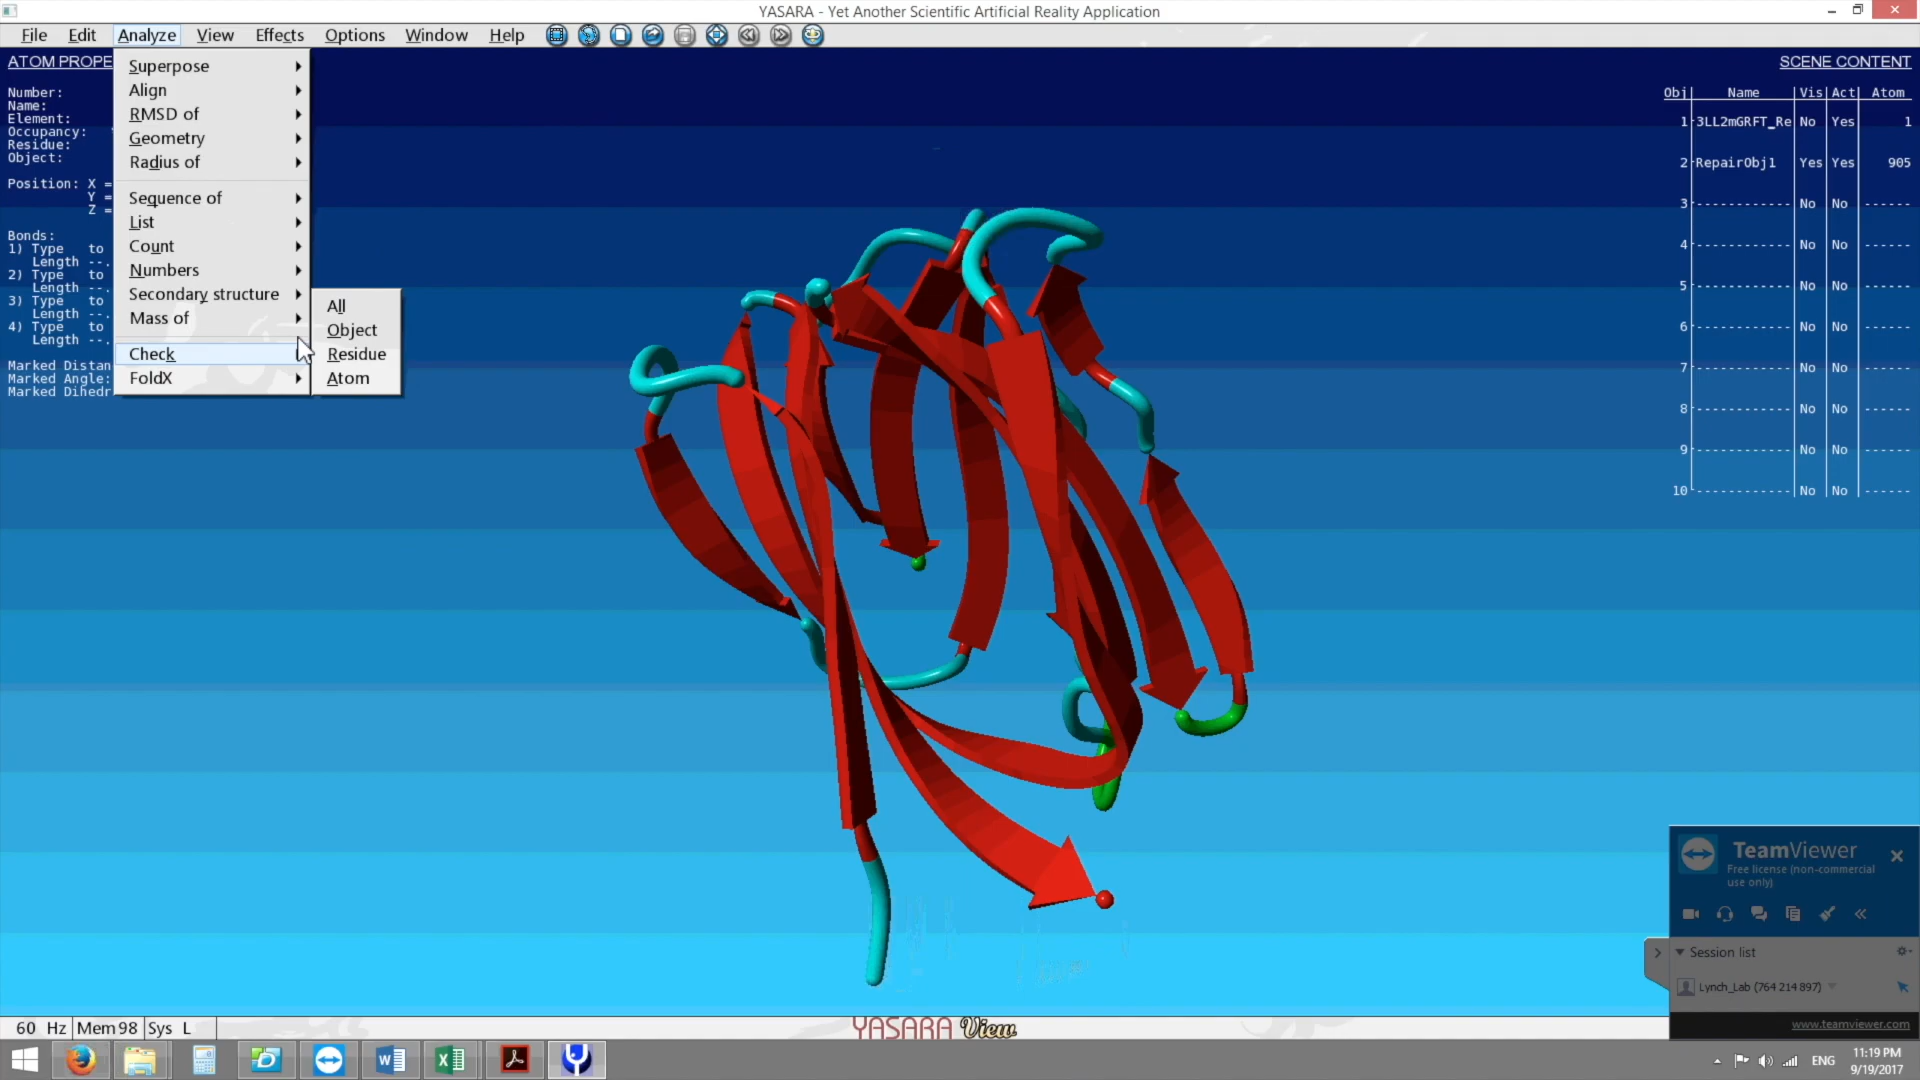 YASARA - Yet Another Scientific Artificial Reality Application
File Edit Analyze View Effects Options Window Help
ATOM PROPE
Number:
Name:
Element:
Occupancy:
Residue:
Object:
Position: X =
Y =
Z =
Bonds:
1) Type to
Length --.
2) Type to
Length --.
3) Type to
Length --.
4) Type to
Length --.
Marked Distan
Marked Angle:
Marked Dihedr
Superpose
Align
RMSD of
Geometry
Radius of
Sequence of
List
Count
Numbers
Secondary structure
Mass of
Check
FoldX
All
Object
Residue
Atom
SCENE CONTENT
Obj| Name |Vis|Act| Atom
1 3LL2mGRFT_Re No Yes 1
2 RepairObj1 Yes Yes 905
3 ------------ No No ------
4 ------------ No No ------
5 ------------ No No ------
6 ------------ No No ------
7 ------------ No No ------
8 ------------ No No ------
9 ------------ No No ------
10 ------------ No No ------
TeamViewer
Free license (non-commercial
use only)
Session list
Lynch_Lab (764 214 897)
www.teamviewer.com
60 Hz Mem 98 Sys L
YASARA View
ENG
11:19 PM
9/19/2017